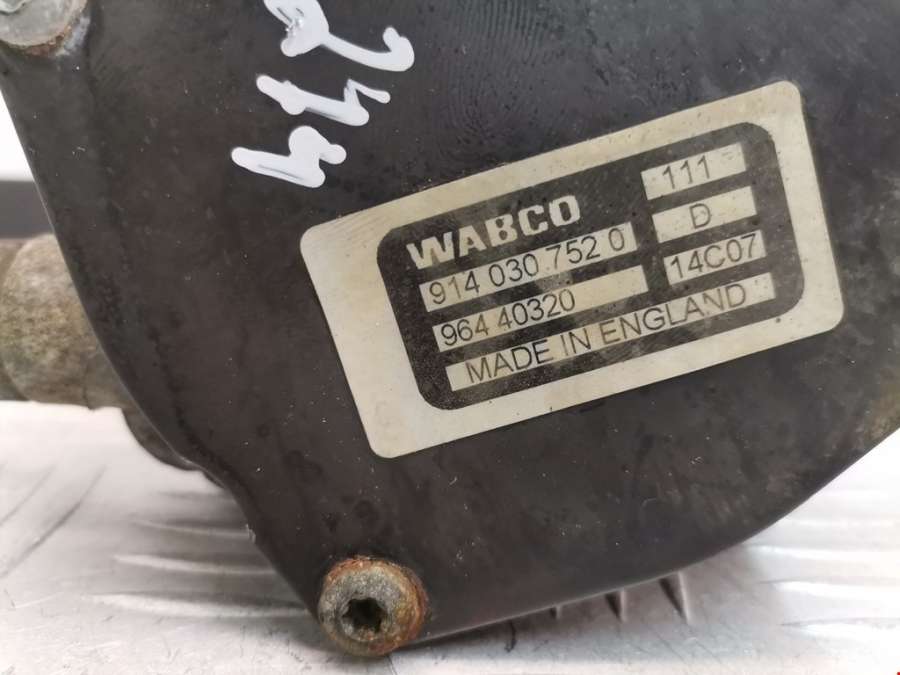 WABCO
111
914 030 752 0
D
964 40320
14C07
MADE IN ENGLAND